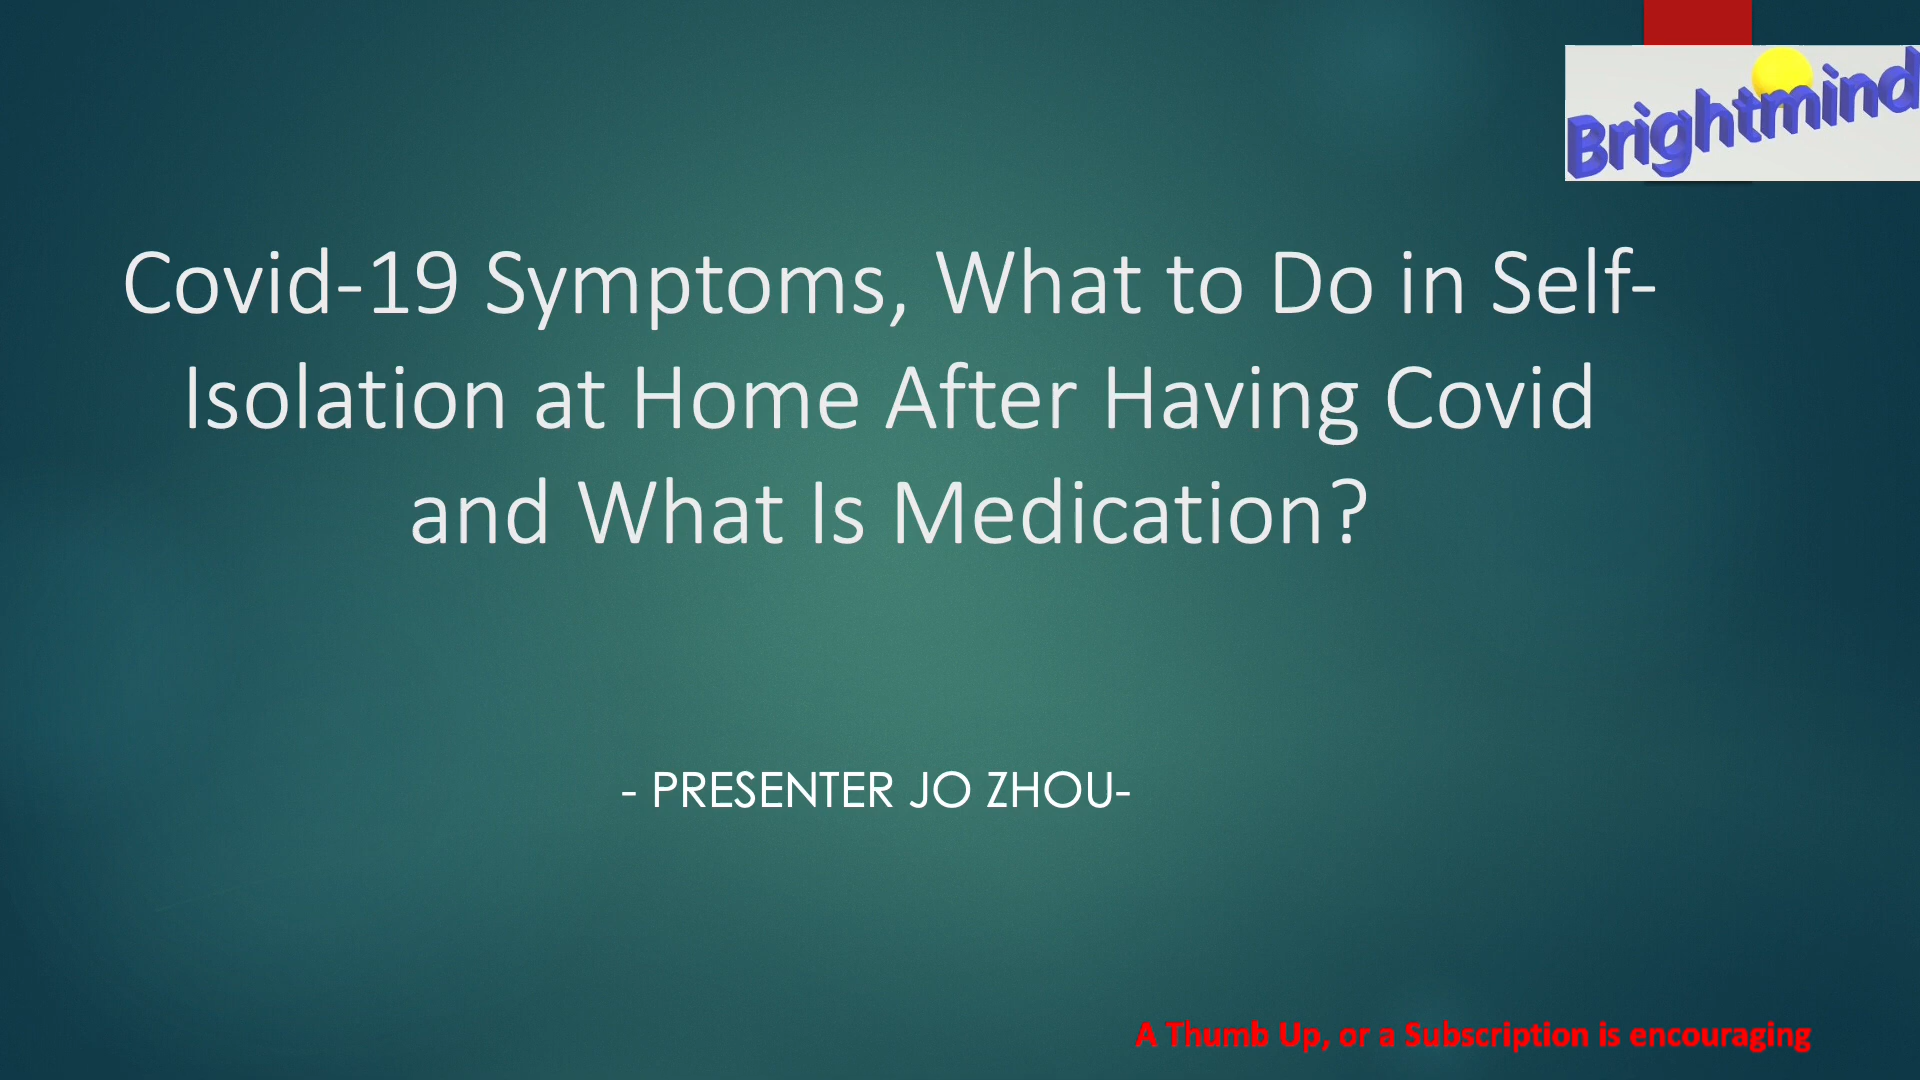 Brightmind
Covid-19 Symptoms, What to Do in Self-
Isolation at Home After Having Covid
and What Is Medication?
- PRESENTER JO ZHOU-
A Thumb Up, or a Subscription is encouraging